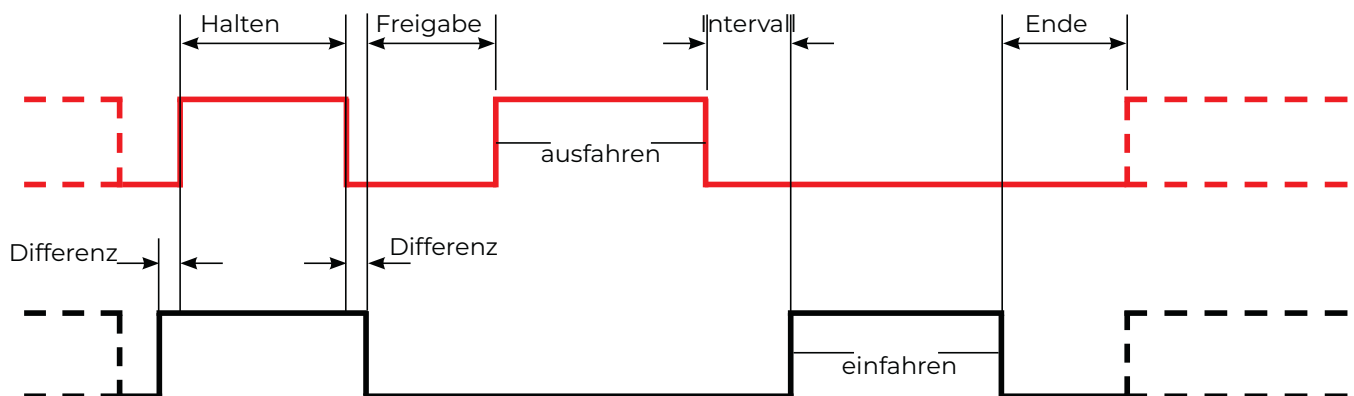 Halten
Freigabe
Intervall
Ende
ausfahren
Differenz
Differenz
einfahren